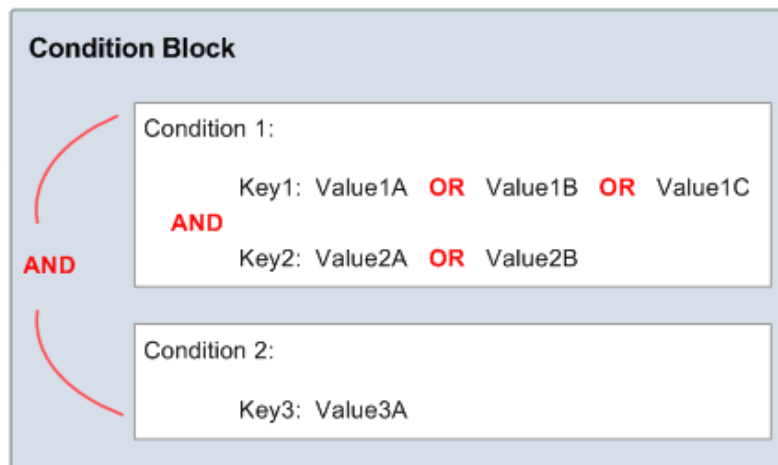 Condition Block
Condition 1:
Key1: Value1A OR Value1B OR Value1C
AND
Key2: Value2A OR Value2B
AND
Condition 2:
Key3: Value3A